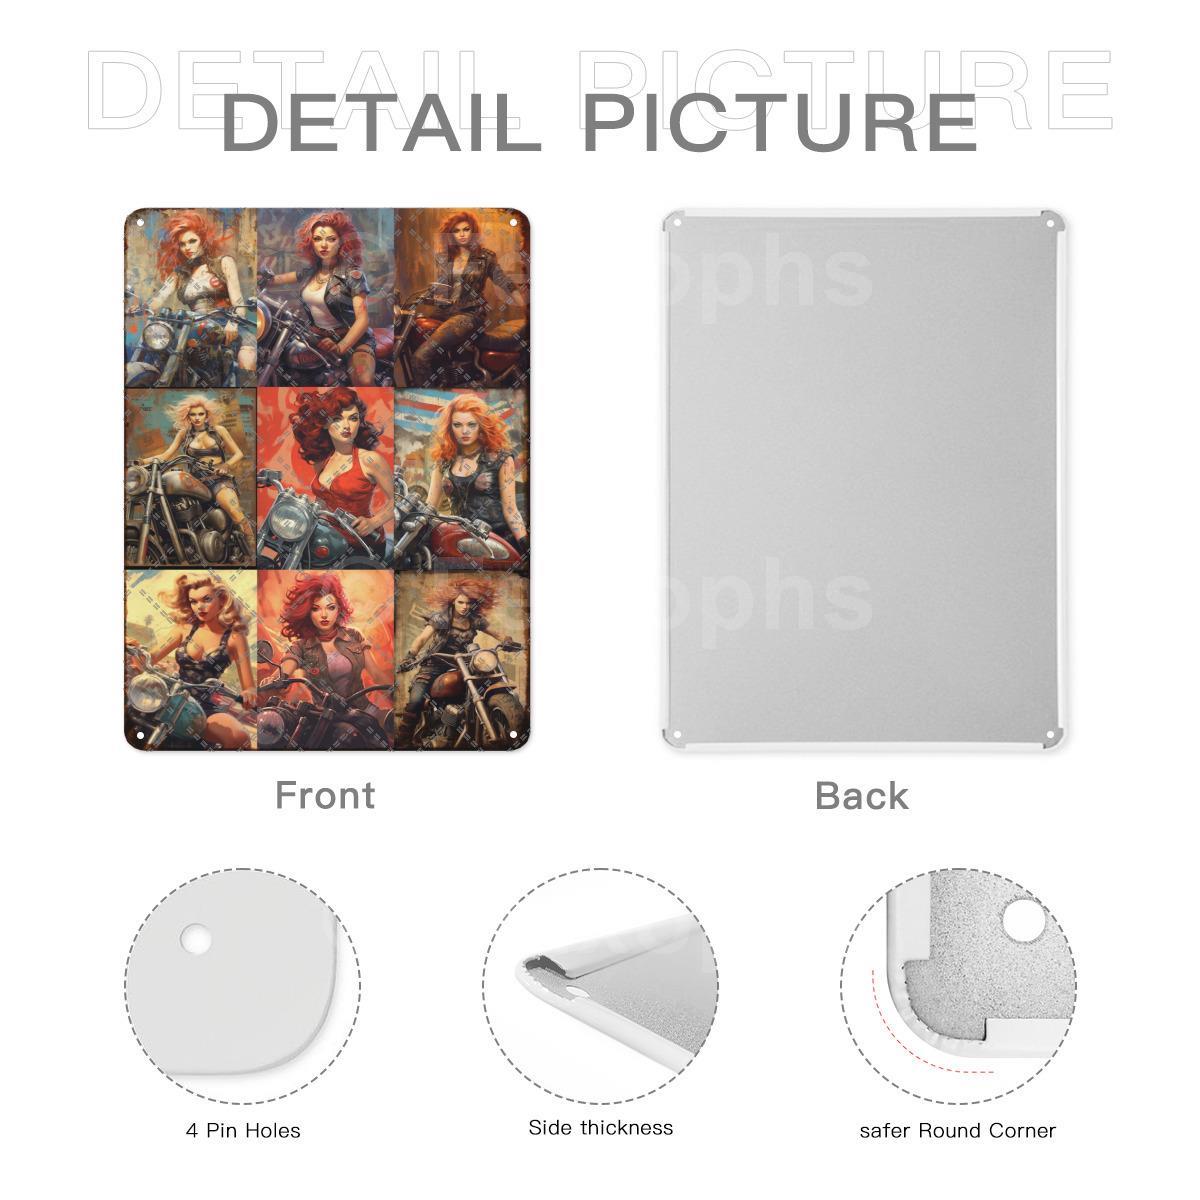 DETAIL PICTURE
DETAIL PICTURE
Front
Back
4 Pin Holes
Side thickness
safer Round Corner